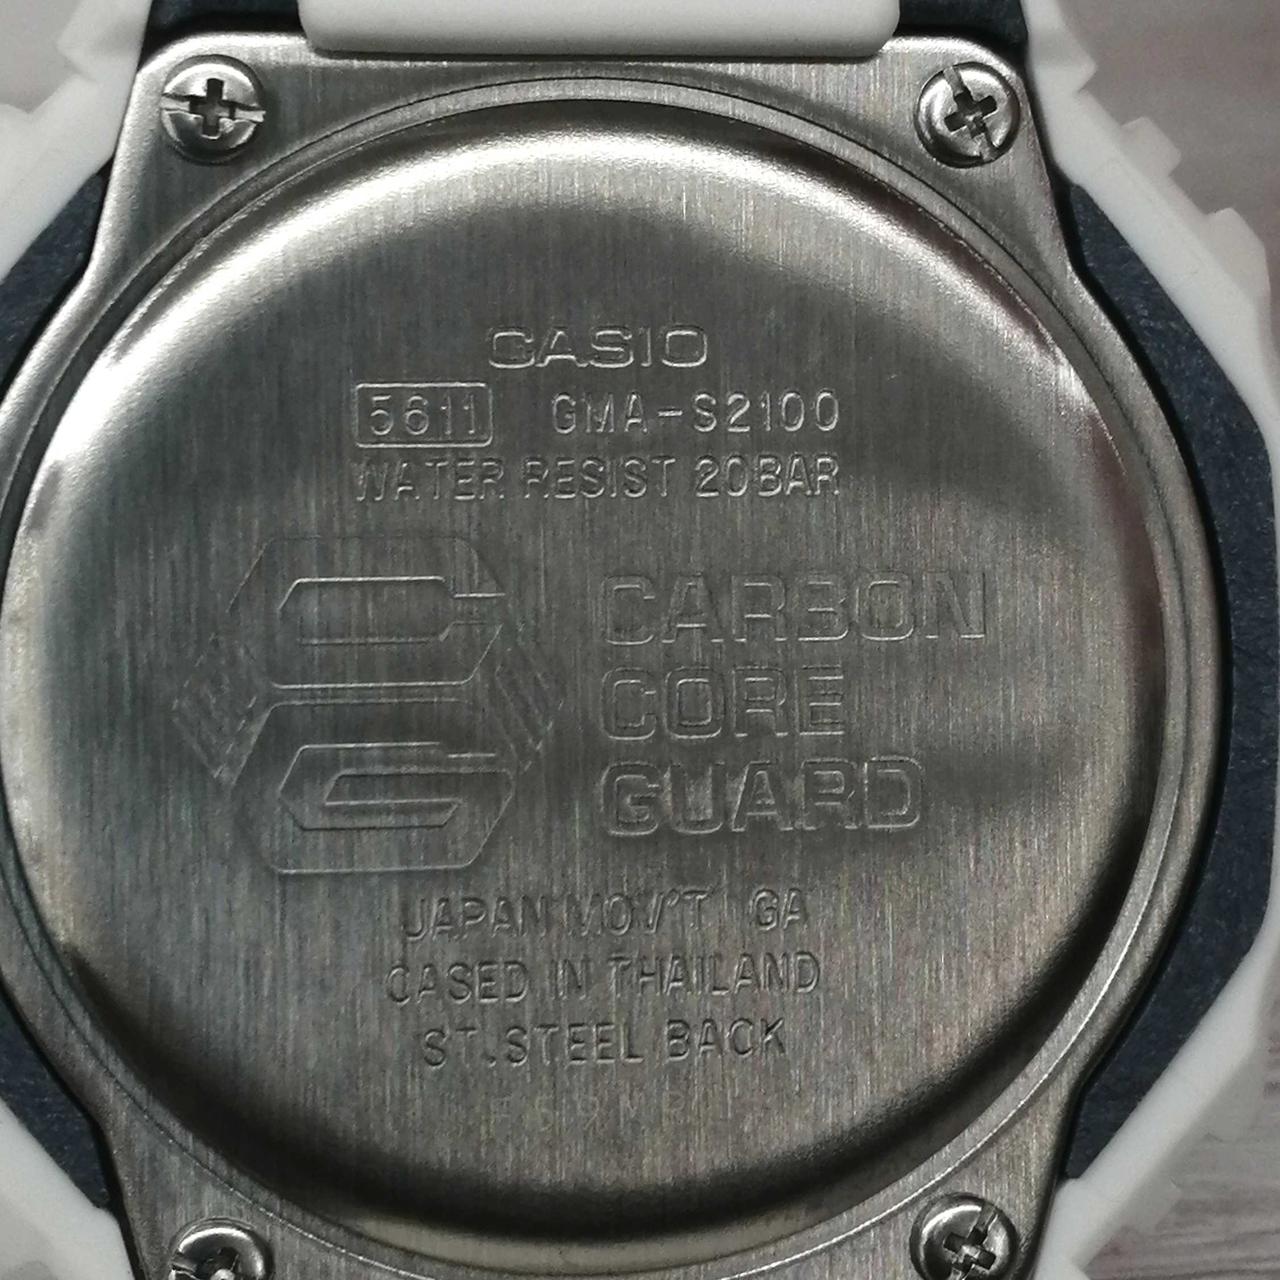 CASIO
5611 GMA-S2100
WATER RESIST 20BAR
CARBON
CORE
GUARD
JAPAN MOV'T GA
CASED IN THAILAND
ST.STEEL BACK